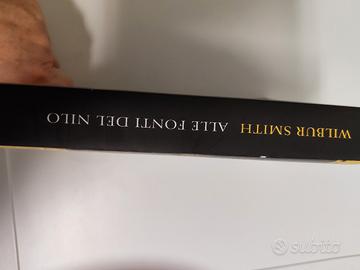 WILBUR SMITH ALLE FONTI DEL NILO
subito